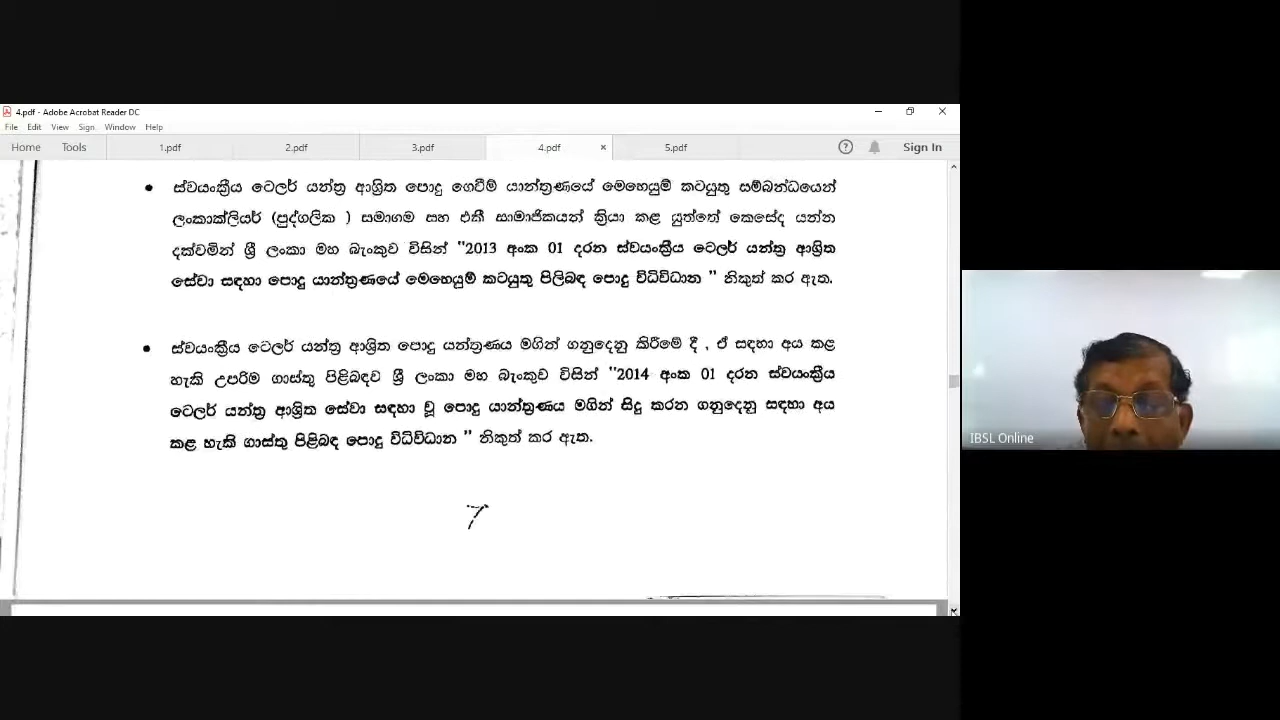 4.pdf - Adobe Acrobat Reader DC
File Edit View Sign Window Help
Home Tools 1.pdf 2.pdf 3.pdf 4.pdf × 5.pdf Sign In
• ස්වයංක්‍රීය ටෙලර් යන්ත්‍ර ආශ්‍රිත පොදු ගෙවීම් යාන්ත්‍රණයේ මෙහෙයුම් කටයුතු සම්බන්ධයෙන්
ලංකාක්ලියර් (පුද්ගලික ) සමාගම සහ එකී සාමාජිකයන් ක්‍රියා කළ යුත්තේ කෙසේද යන්න
දක්වමින් ශ්‍රී ලංකා මහ බැංකුව විසින් "2013 අංක 01 දරන ස්වයංක්‍රීය ටෙලර් යන්ත්‍ර ආශ්‍රිත
සේවා සඳහා පොදු යාන්ත්‍රණයේ මෙහෙයුම් කටයුතු පිලිබඳ පොදු විධිවිධාන " නිකුත් කර ඇත.
• ස්වයංක්‍රීය ටෙලර් යන්ත්‍ර ආශ්‍රිත පොදු යන්ත්‍රණය මගින් ගනුදෙනු කිරීමේ දී , ඒ සඳහා අය කළ
හැකි උපරිම ගාස්තු පිළිබඳව ශ්‍රී ලංකා මහ බැංකුව විසින් "2014 අංක 01 දරන ස්වයංක්‍රීය
ටෙලර් යන්ත්‍ර ආශ්‍රිත සේවා සඳහා වූ පොදු යාන්ත්‍රණය මගින් සිදු කරන ගනුදෙනු සඳහා අය
කළ හැකි ගාස්තු පිළිබඳ පොදු විධිවිධාන " නිකුත් කර ඇත.
7
IBSL Online